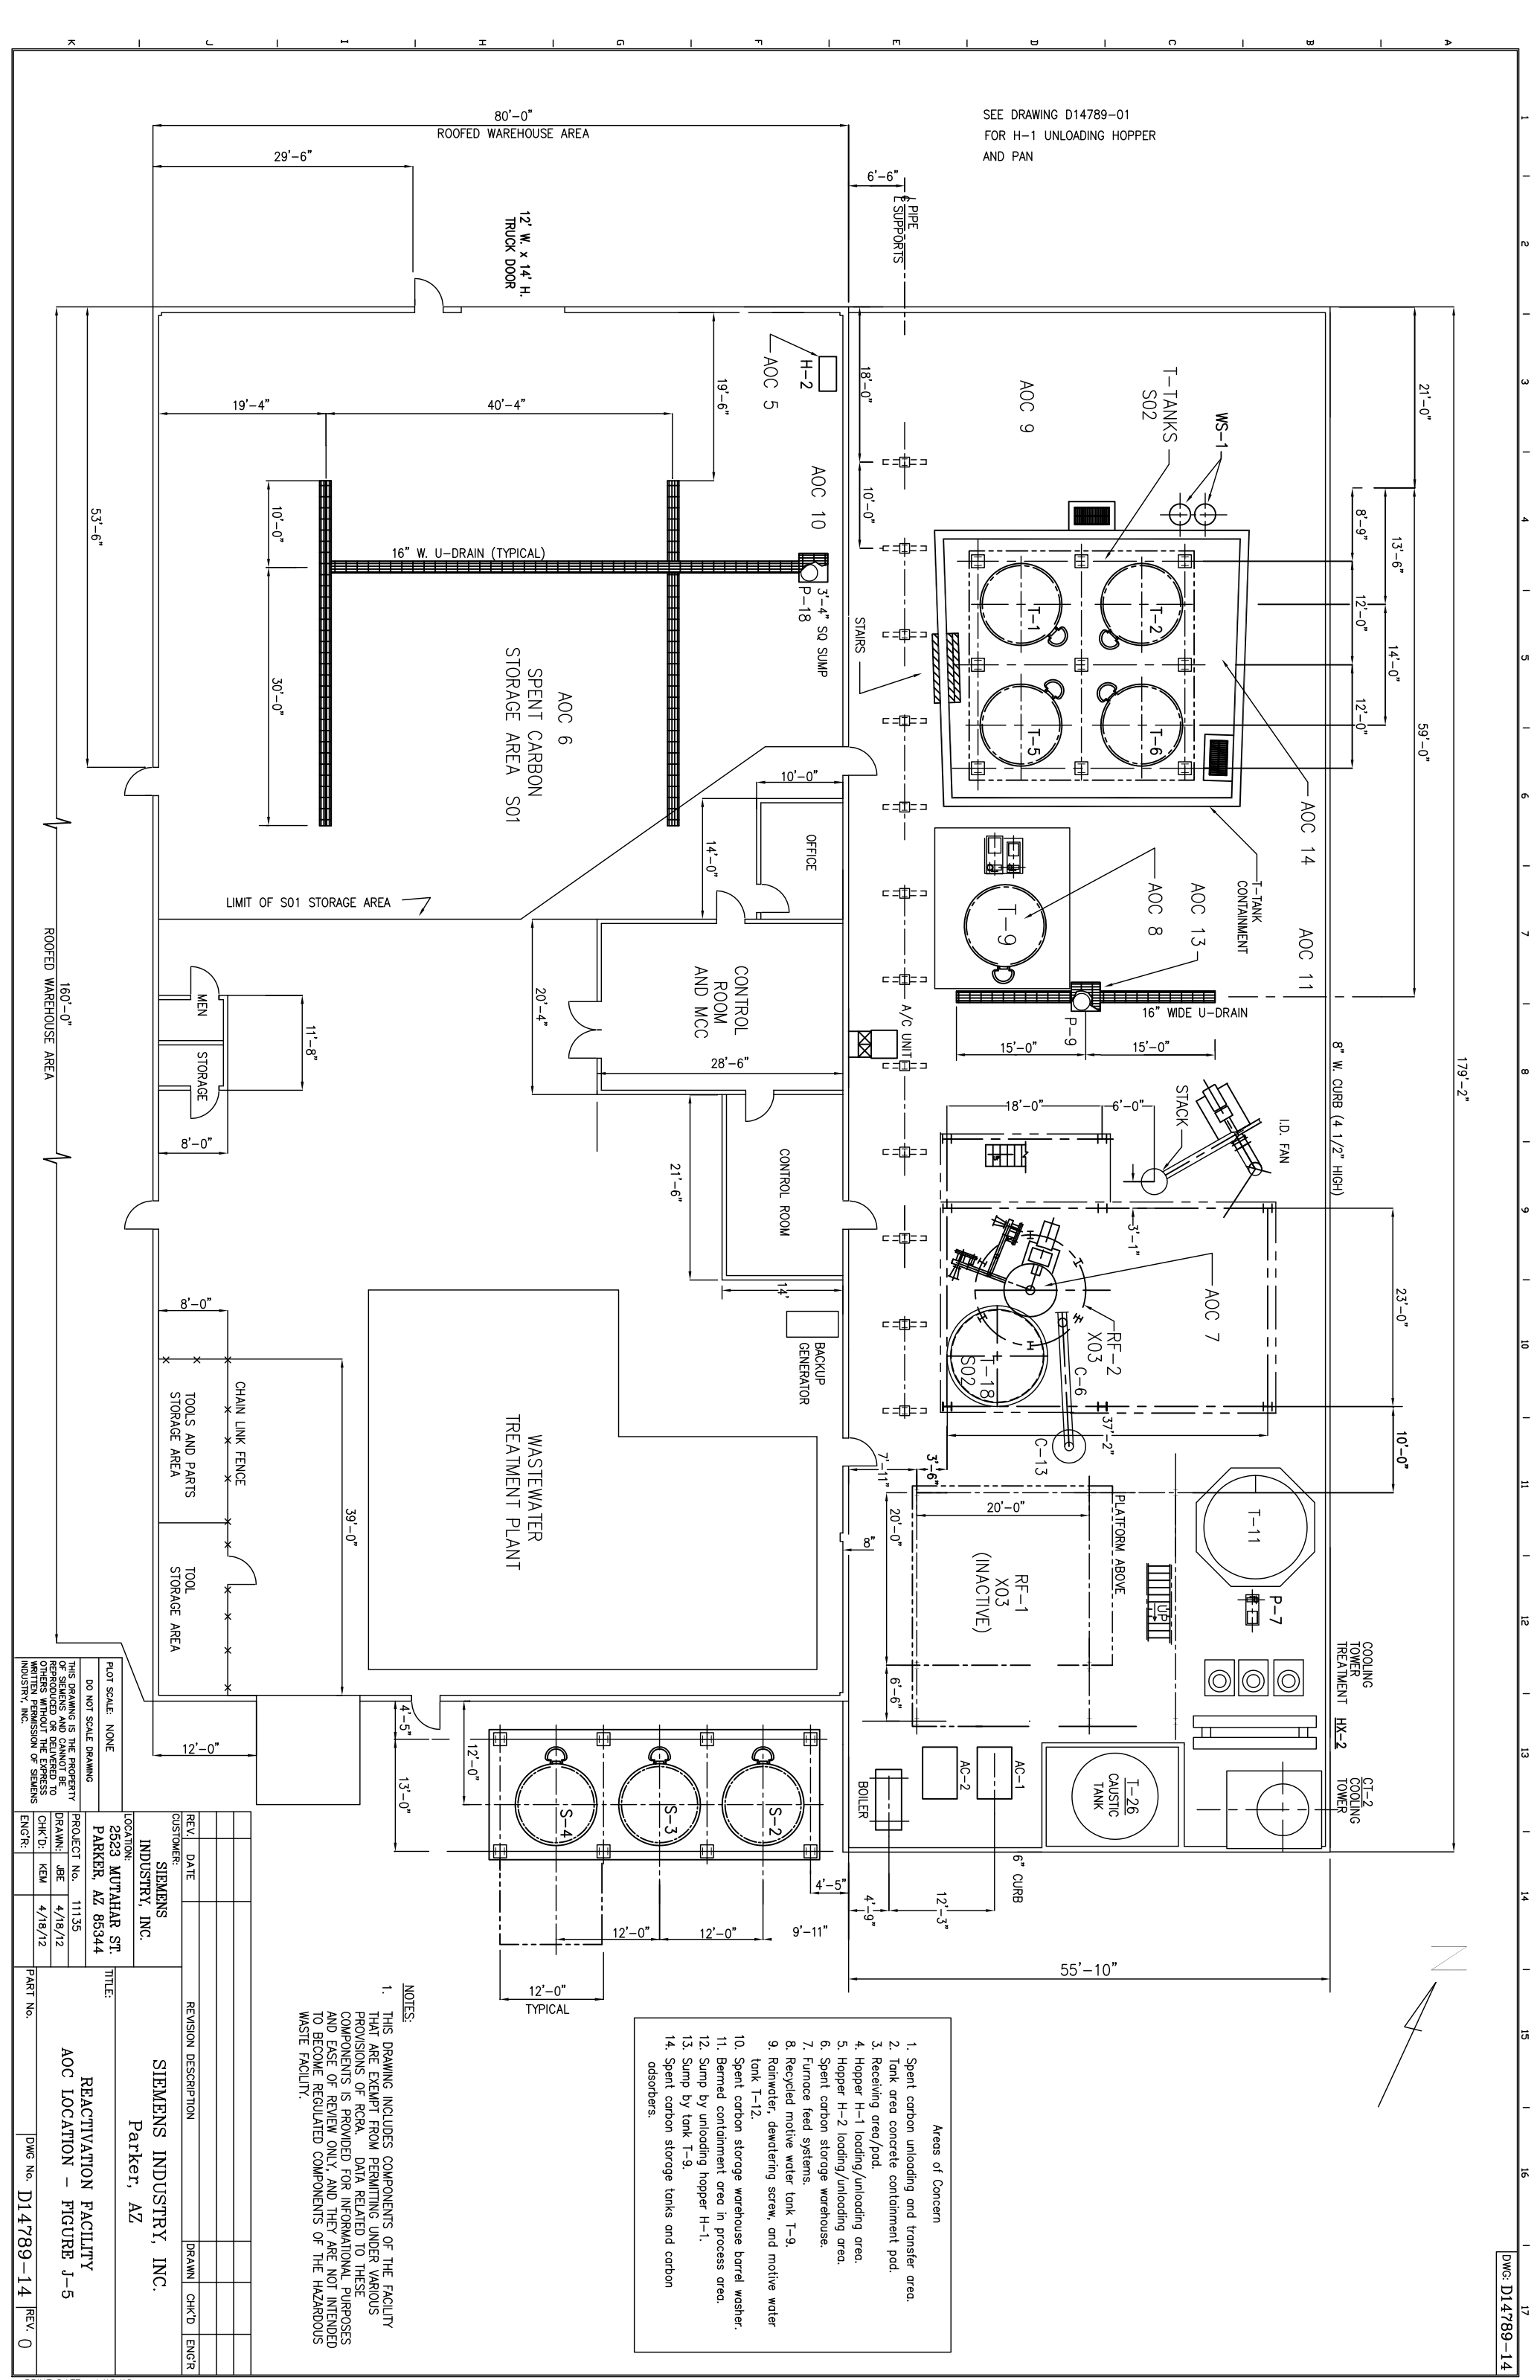 DWG: D14789-14
SEE DRAWING D14789-01
FOR H-1 UNLOADING HOPPER
AND PAN
80'-0"
ROOFED WAREHOUSE AREA
29'-6"
6'-6"
℄ PIPE
SUPPORTS
12' W. x 14' H.
TRUCK DOOR
179'-2"
21'-0"
59'-0"
8'-9"
13'-6"
12'-0"
14'-0"
12'-0"
8" W. CURB (4 1/2" HIGH)
23'-0"
10'-0"
AOC 9
T-TANKS
S02
WS-1
T-1
T-2
T-5
T-6
AOC 14
AOC 11
T-TANK
CONTAINMENT
AOC 13
AOC 8
T-9
P-9
16" WIDE U-DRAIN
15'-0"
15'-0"
STAIRS
18'-0"
10'-0"
A/C UNIT
18'-0"
6'-0"
STACK
I.D. FAN
3'-1"
AOC 7
RF-2
X03
C-6
T-18
S02
C-13
37'-2"
7'-11"
3'-6"
20'-0"
20'-0"
PLATFORM ABOVE
RF-1
X03
(INACTIVE)
6'-6"
8"
UP
T-11
P-7
COOLING
TOWER
TREATMENT
HX-2
CT-2
COOLING
TOWER
T-26
CAUSTIC
TANK
AC-1
AC-2
BOILER
6" CURB
4'-5"
4'-9"
12'-3"
55'-10"
H-2
AOC 5
19'-6"
19'-4"
40'-4"
AOC 10
10'-0"
16" W. U-DRAIN (TYPICAL)
3'-4" SQ SUMP
P-18
30'-0"
AOC 6
SPENT CARBON
STORAGE AREA S01
LIMIT OF S01 STORAGE AREA
53'-6"
160'-0"
ROOFED WAREHOUSE AREA
10'-0"
OFFICE
14'-0"
CONTROL
ROOM
AND MCC
20'-4"
28'-6"
CONTROL ROOM
21'-6"
14'
MEN
STORAGE
11'-8"
8'-0"
BACKUP
GENERATOR
WASTEWATER
TREATMENT PLANT
8'-0"
CHAIN LINK FENCE
TOOLS AND PARTS
STORAGE AREA
TOOL
STORAGE AREA
39'-0"
12'-0"
4'-5"
12'-0"
13'-0"
S-2
S-3
S-4
12'-0"
12'-0"
9'-11"
12'-0"
TYPICAL
Areas of Concern
1. Spent carbon unloading and transfer area.
2. Tank area concrete containment pad.
3. Receiving area/pad.
4. Hopper H-1 loading/unloading area.
5. Hopper H-2 loading/unloading area.
6. Spent carbon storage warehouse.
7. Furnace feed systems.
8. Recycled motive water tank T-9.
9. Rainwater, dewatering screw, and motive water
tank T-12.
10. Spent carbon storage warehouse barrel washer.
11. Bermed containment area in process area.
12. Sump by unloading hopper H-1.
13. Sump by tank T-9.
14. Spent carbon storage tanks and carbon
adsorbers.
NOTES:
1. THIS DRAWING INCLUDES COMPONENTS OF THE FACILITY
THAT ARE EXEMPT FROM PERMITTING UNDER VARIOUS
PROVISIONS OF RCRA. DATA RELATED TO THESE
COMPONENTS IS PROVIDED FOR INFORMATIONAL PURPOSES
AND EASE OF REVIEW ONLY, AND THEY ARE NOT INTENDED
TO BECOME REGULATED COMPONENTS OF THE HAZARDOUS
WASTE FACILITY.
PLOT SCALE: NONE
DO NOT SCALE DRAWING
THIS DRAWING IS THE PROPERTY
OF SIEMENS AND CANNOT BE
REPRODUCED OR DELIVERED TO
OTHERS WITHOUT THE EXPRESS
WRITTEN PERMISSION OF SIEMENS
INDUSTRY, INC.
REV. DATE REVISION DESCRIPTION DRAWN CHK'D ENG'R
CUSTOMER:
SIEMENS
INDUSTRY, INC.
LOCATION:
2523 MUTAHAR ST.
PARKER, AZ 85344
PROJECT No. 11135
DRAWN: JBE 4/18/12
CHK'D: KEM 4/18/12
ENG'R:
SIEMENS INDUSTRY, INC.
Parker, AZ
TITLE:
REACTIVATION FACILITY
AOC LOCATION - FIGURE J-5
PART No.
DWG No. D14789-14
REV. 0
A B C D E F G H I J K
1 2 3 4 5 6 7 8 9 10 11 12 13 14 15 16 17
N